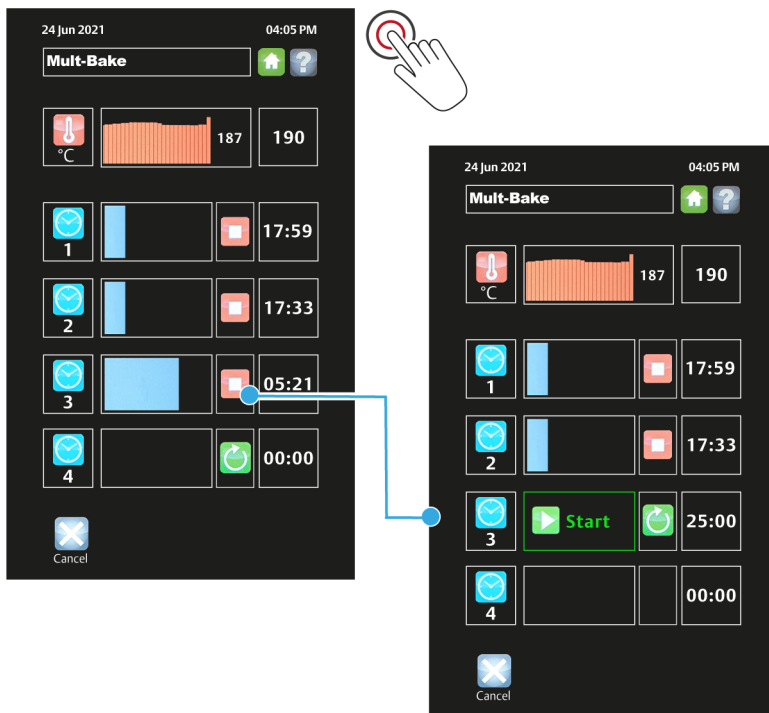 24 Jun 2021 04:05 PM
Mult-Bake ?
°C 187 190
1 17:59
2 17:33
3 05:21
4 00:00
Cancel
24 Jun 2021 04:05 PM
Mult-Bake ?
°C 187 190
1 17:59
2 17:33
3 Start 25:00
4 00:00
Cancel